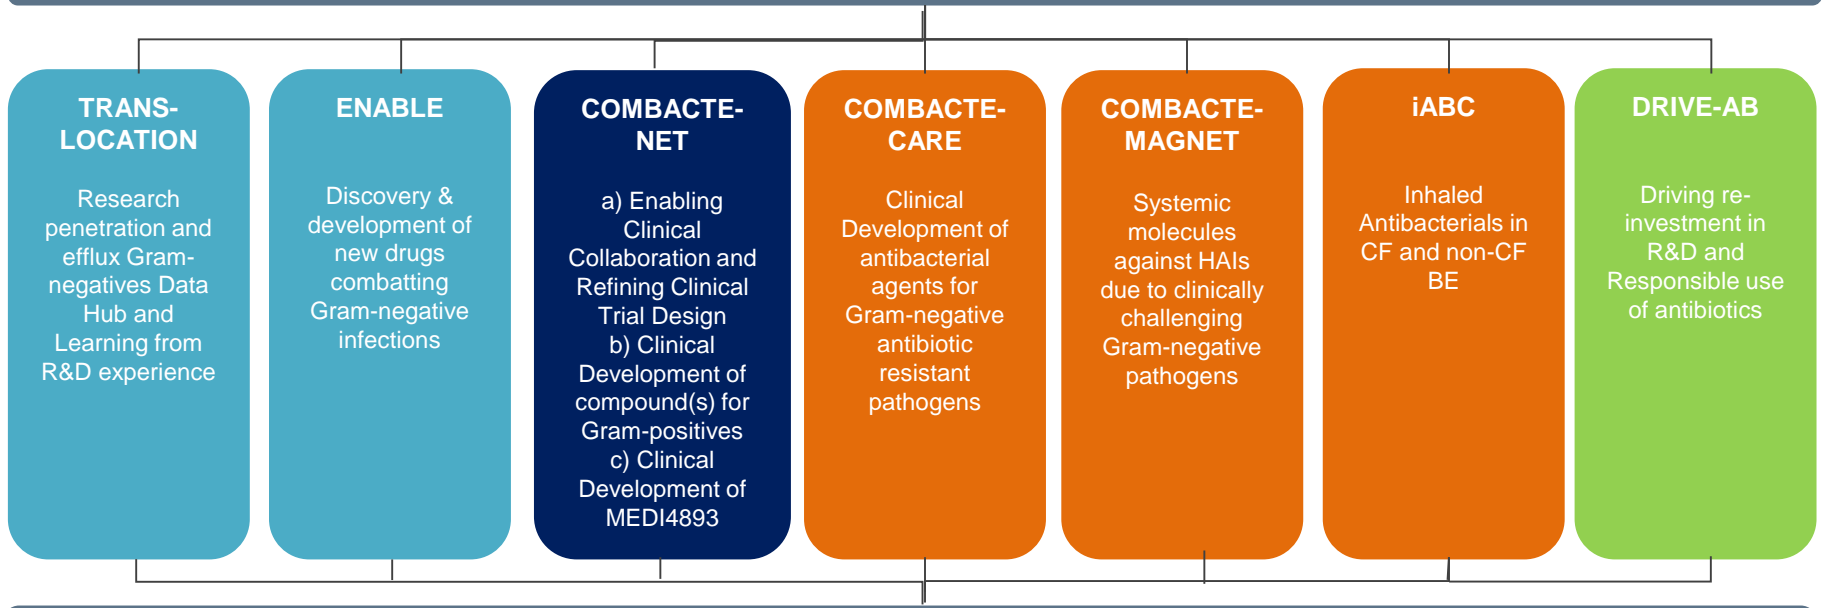 TRANS-
LOCATION
Research
penetration and
efflux Gram-
negatives Data
Hub and
Learning from
R&D experience
ENABLE
Discovery &
development of
new drugs
combatting
Gram-negative
infections
COMBACTE-
NET
a) Enabling
Clinical
Collaboration and
Refining Clinical
Trial Design
b) Clinical
Development of
compound(s) for
Gram-positives
c) Clinical
Development of
MEDI4893
COMBACTE-
CARE
Clinical
Development of
antibacterial
agents for
Gram-negative
antibiotic
resistant
pathogens
COMBACTE-
MAGNET
Systemic
molecules
against HAIs
due to clinically
challenging
Gram-negative
pathogens
iABC
Inhaled
Antibacterials in
CF and non-CF
BE
DRIVE-AB
Driving re-
investment in
R&D and
Responsible use
of antibiotics